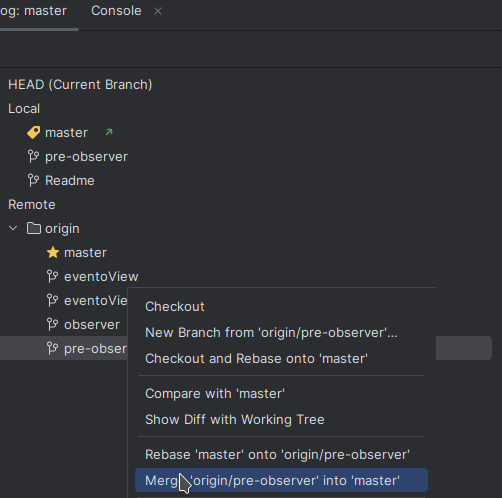 og: master Console
HEAD (Current Branch)
Local
master
pre-observer
Readme
Remote
origin
master
eventoView
eventoVie
observer
pre-obser
Checkout
New Branch from 'origin/pre-observer'...
Checkout and Rebase onto 'master'
Compare with 'master'
Show Diff with Working Tree
Rebase 'master' onto 'origin/pre-observer'
Merg 'origin/pre-observer' into 'master'